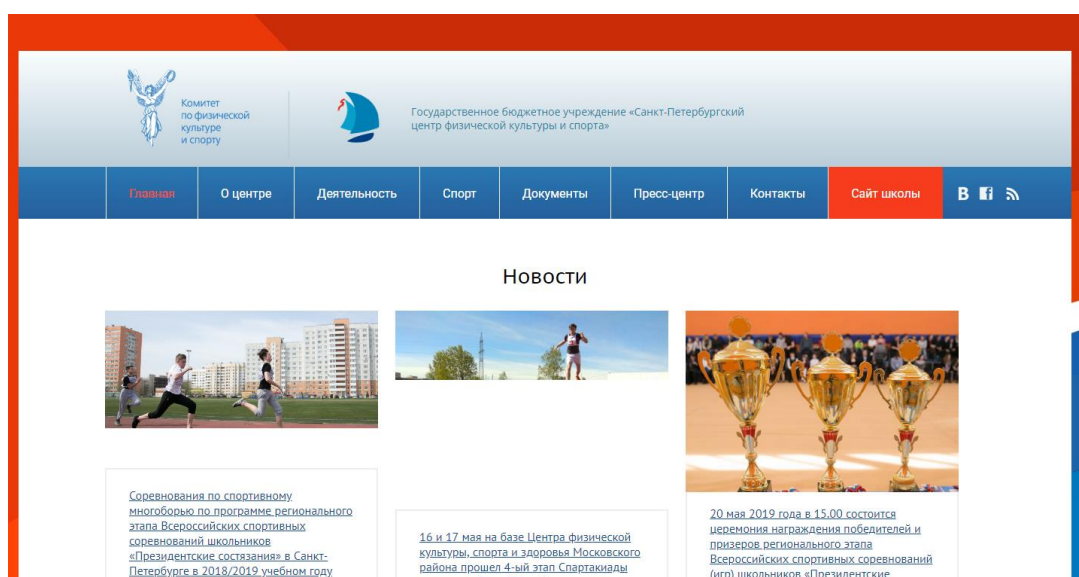 Комитет
по физической
культуре
и спорту
Государственное бюджетное учреждение «Санкт-Петербургский
центр физической культуры и спорта»
Главная
О центре
Деятельность
Спорт
Документы
Пресс-центр
Контакты
Сайт школы
Новости
Соревнования по спортивному
многоборью по программе регионального
этапа Всероссийских спортивных
соревнований школьников
«Президентские состязания» в Санкт-
Петербурге в 2018/2019 учебном году
16 и 17 мая на базе Центра физической
культуры, спорта и здоровья Московского
района прошел 4-ый этап Спартакиады
20 мая 2019 года в 15.00 состоится
церемония награждения победителей и
призеров регионального этапа
Всероссийских спортивных соревнований
(игр) школьников «Президентские